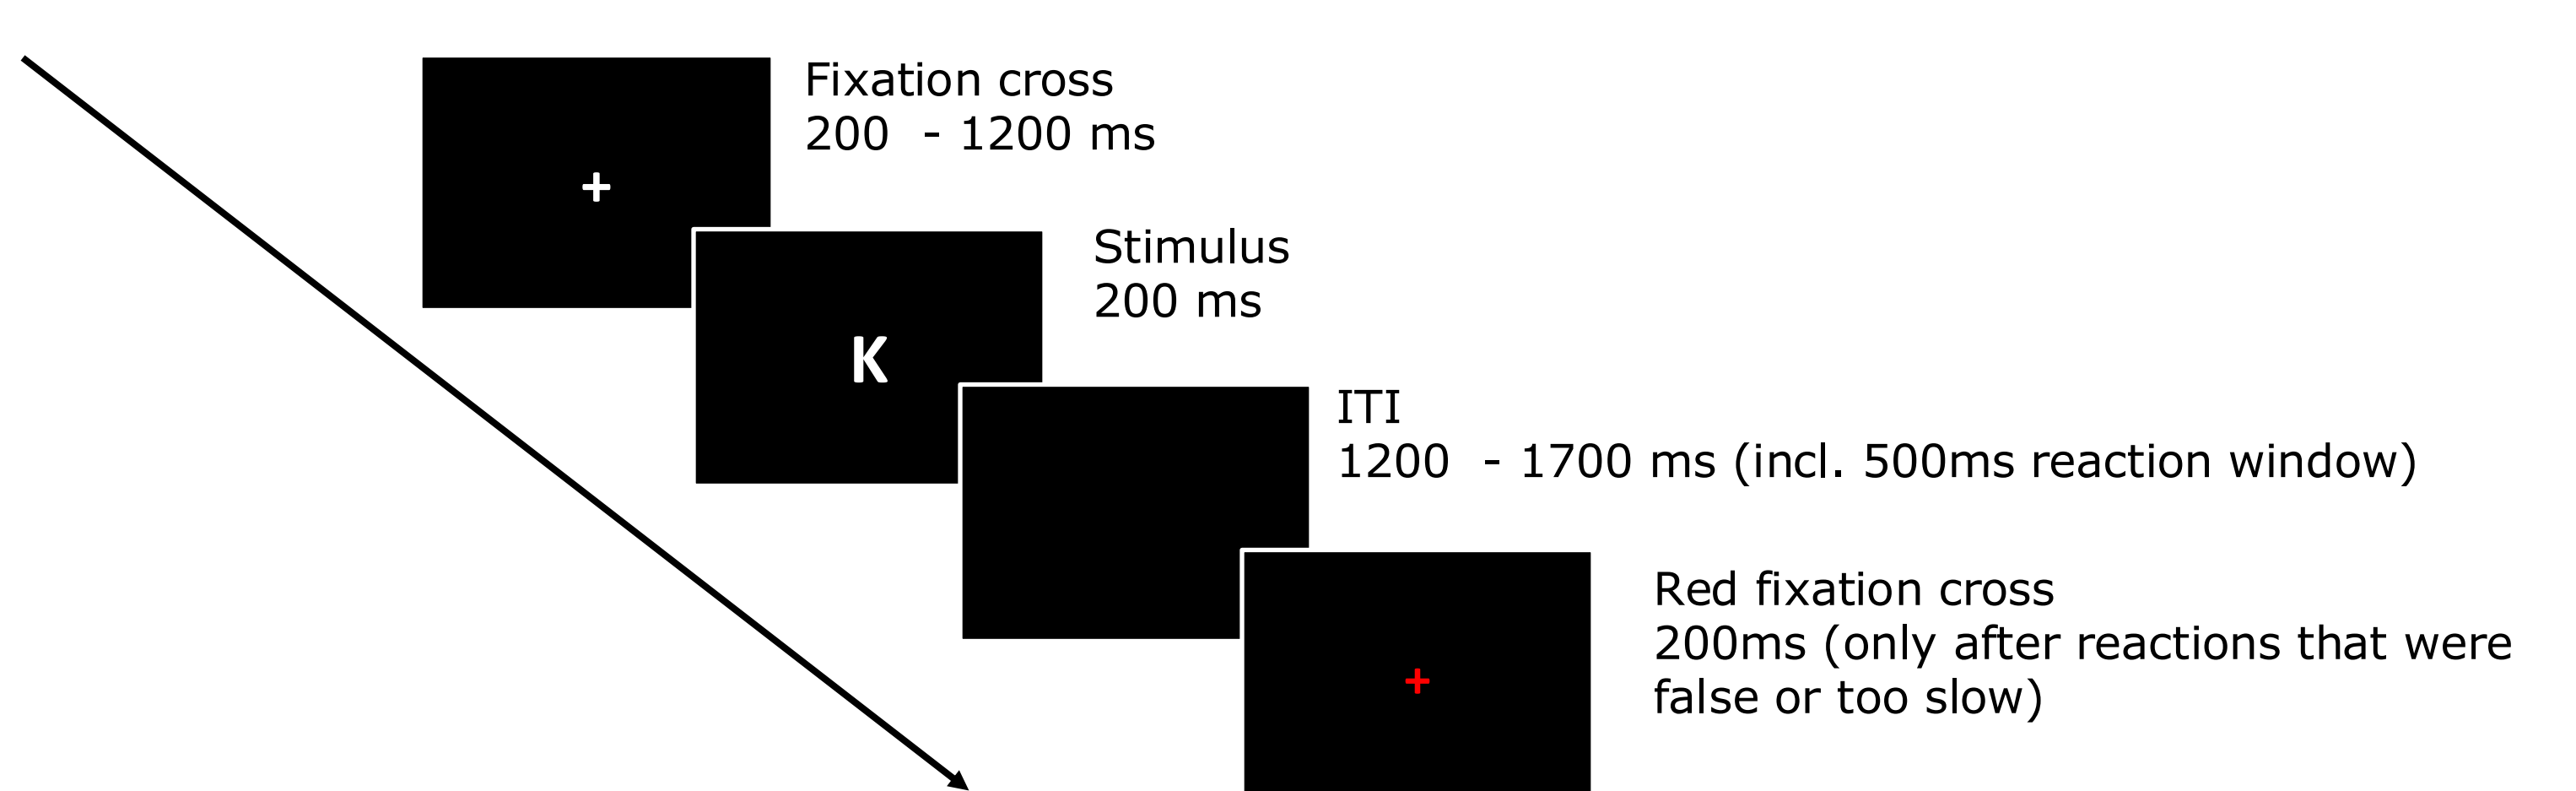 Fixation cross
200  - 1200 ms
+
Stimulus
200 ms
K
ITI
1200  - 1700 ms (incl. 500ms reaction window)
Red fixation cross
200ms (only after reactions that were
false or too slow)
+